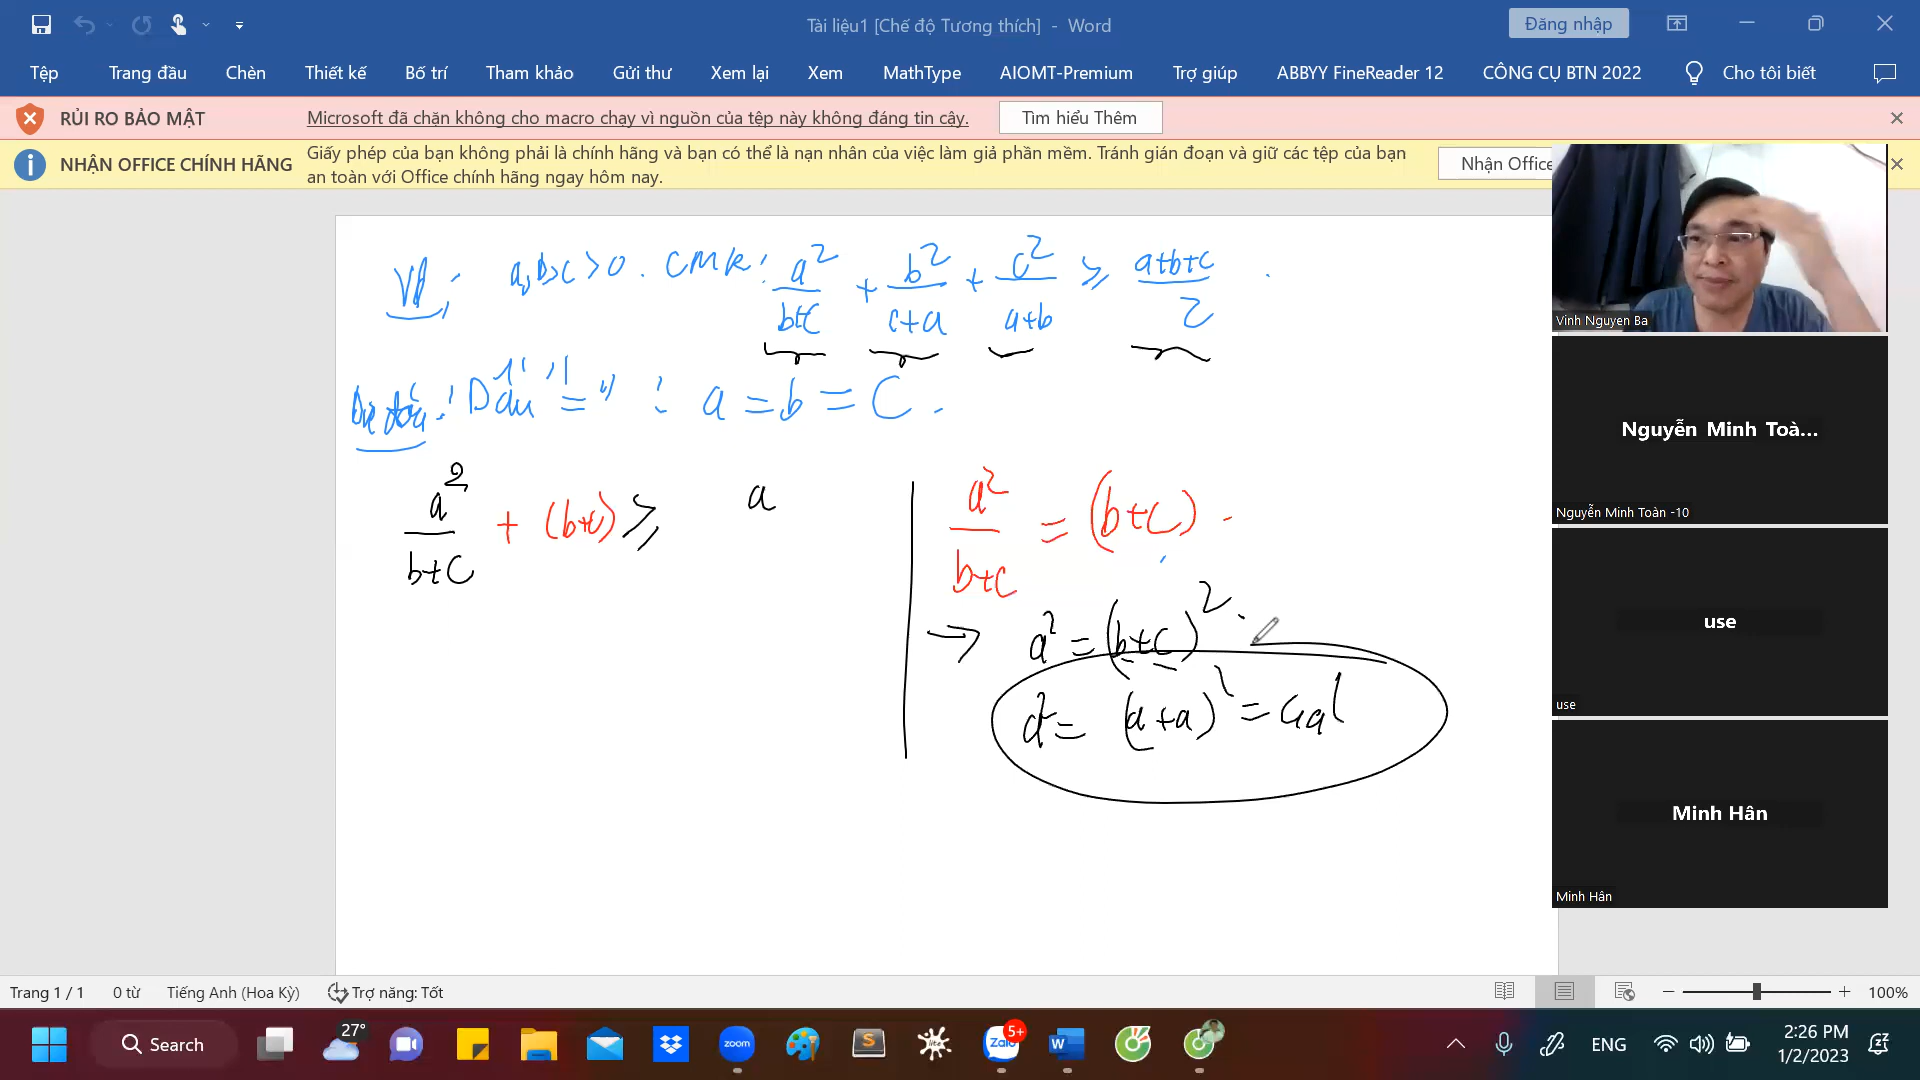 Tài liệu1 [Chế độ Tương thích] - Word
Đăng nhập
Tệp Trang đầu Chèn Thiết kế Bố trí Tham khảo Gửi thư Xem lại Xem MathType AIOMT-Premium Trợ giúp ABBYY FineReader 12 CÔNG CỤ BTN 2022 Cho tôi biết
RỦI RO BẢO MẬT Microsoft đã chặn không cho macro chạy vì nguồn của tệp này không đáng tin cậy. Tìm hiểu Thêm
NHẬN OFFICE CHÍNH HÃNG Giấy phép của bạn không phải là chính hãng và bạn có thể là nạn nhân của việc làm giả phần mềm. Tránh gián đoạn và giữ các tệp của bạn
an toàn với Office chính hãng ngay hôm nay.
Nhận Office
VD: a,b,c>0. CMR: a²/(b+c) + b²/(c+a) + c²/(a+b) ≥ (a+b+c)/2.
Dự đoán: Dấu "=" : a = b = c.
a²/(b+c) + (b+c) ≥ a
a²/(b+c) = (b+c).
→ a² = (b+c)².
a² = (a+a)² = 4a²
Vinh Nguyen Ba
Nguyễn Minh Toà...
Nguyễn Minh Toàn -10
use
use
Minh Hân
Minh Hân
Trang 1 / 1 0 từ Tiếng Anh (Hoa Kỳ) Trợ năng: Tốt 100%
27°
Search
zoom
lit
Zalo
5+
W
ENG
2:26 PM
1/2/2023